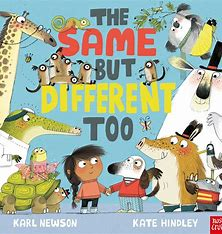 THE
SAME
BUT
DIFFERENT
TOO
KARL NEWSON
KATE HINDLEY